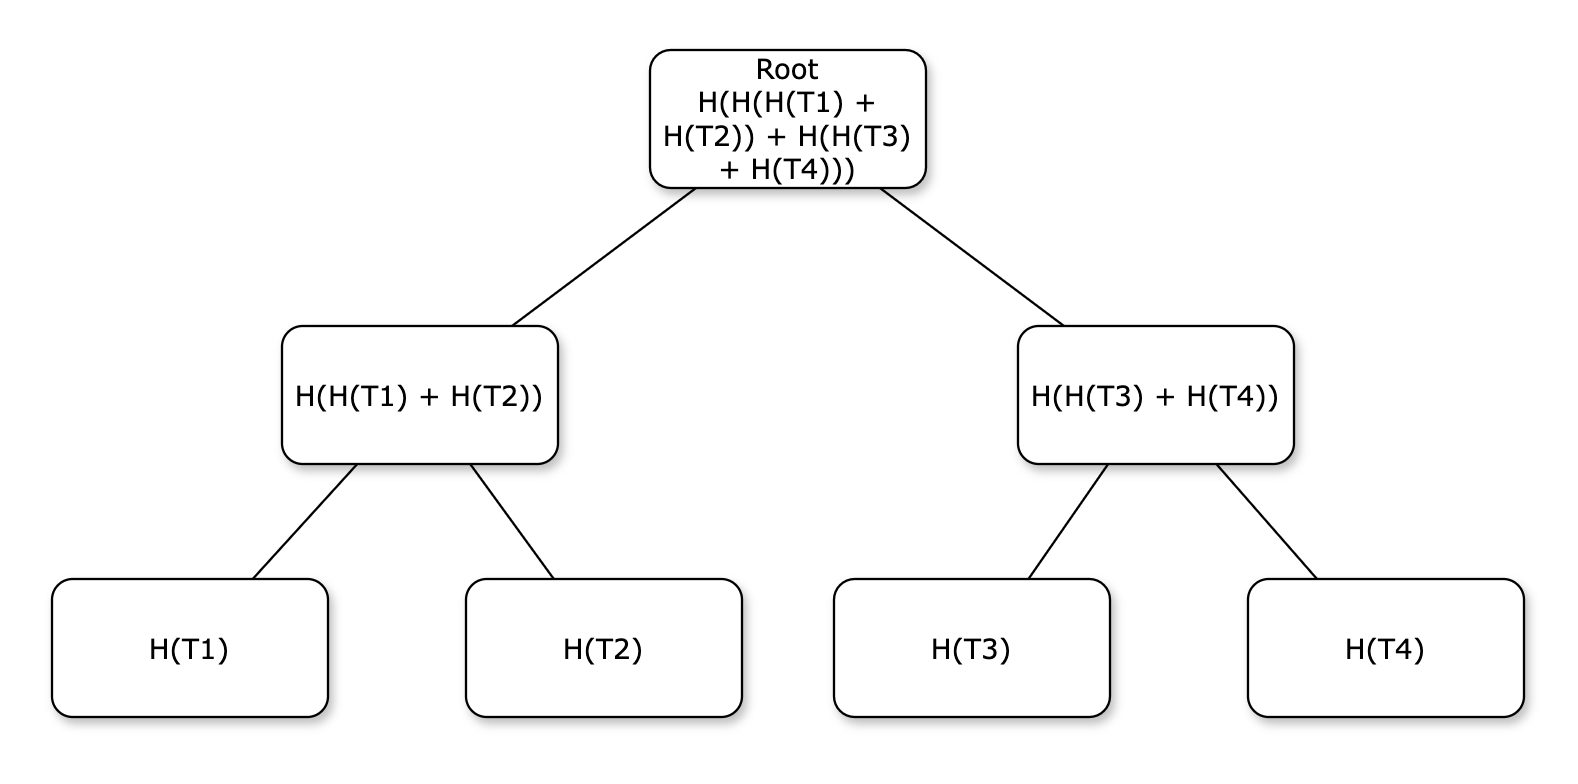 Root
H(H(H(T1) +
H(T2)) + H(H(T3)
+ H(T4)))
H(H(T1) + H(T2))
H(H(T3) + H(T4))
H(T1)
H(T2)
H(T3)
H(T4)